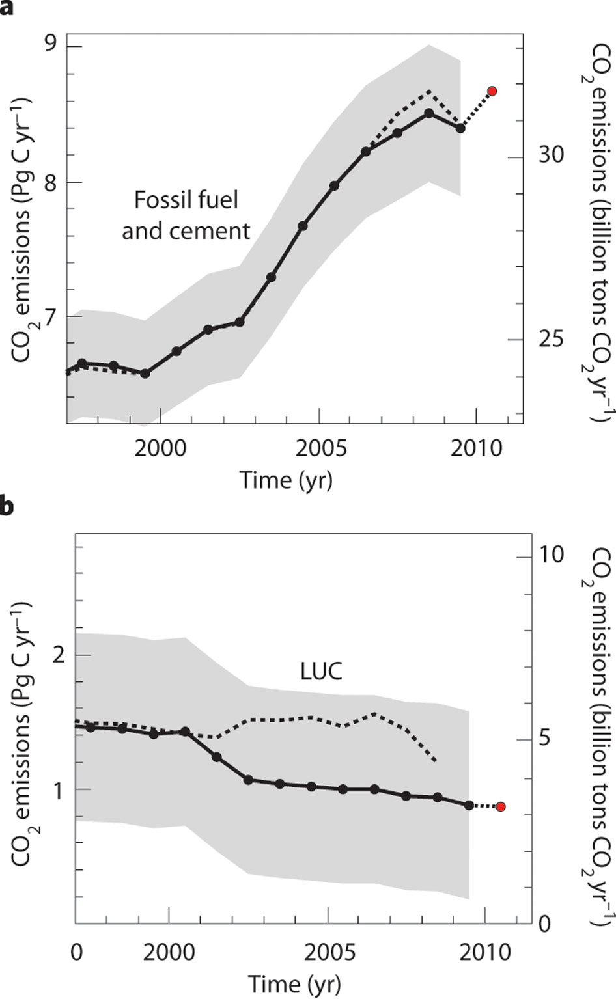 a
9
8
7
CO2 emissions (Pg C yr−1)
Fossil fuel
and cement
30
25
CO2 emissions (billion tons CO2 yr−1)
2000 2005 2010
Time (yr)
b
2
1
CO2 emissions (Pg C yr−1)
LUC
10
5
0
CO2 emissions (billion tons CO2 yr−1)
0 2000 2005 2010
Time (yr)